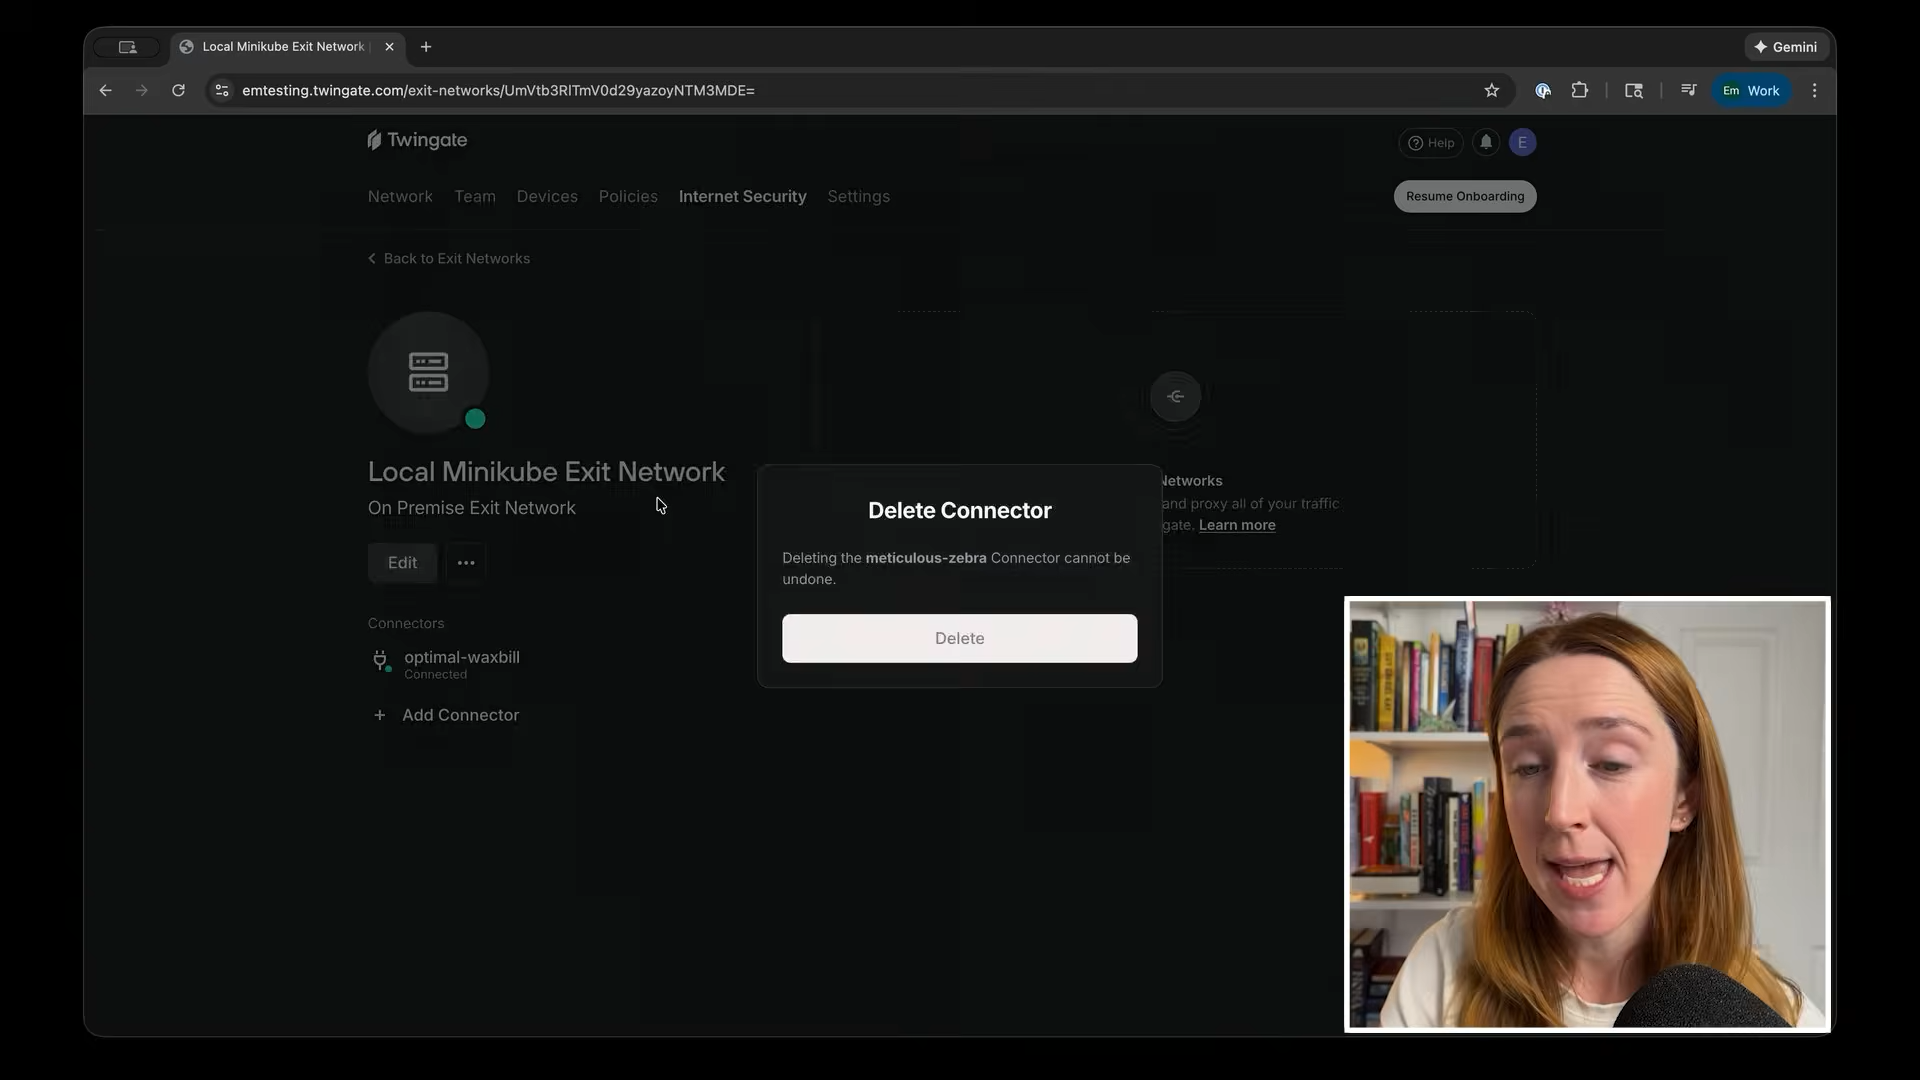 Local Minikube Exit Network
Gemini
emtesting.twingate.com/exit-networks/UmVtb3RlTmV0d29yazoyNTM3MDE=
Em Work
Twingate
Help
E
Network Team Devices Policies Internet Security Settings
Resume Onboarding
Back to Exit Networks
Local Minikube Exit Network
On Premise Exit Network
Edit
Connectors
optimal-waxbill
Connected
Add Connector
Networks
and proxy all of your traffic
gate. Learn more
Delete Connector
Deleting the meticulous-zebra Connector cannot be
undone.
Delete